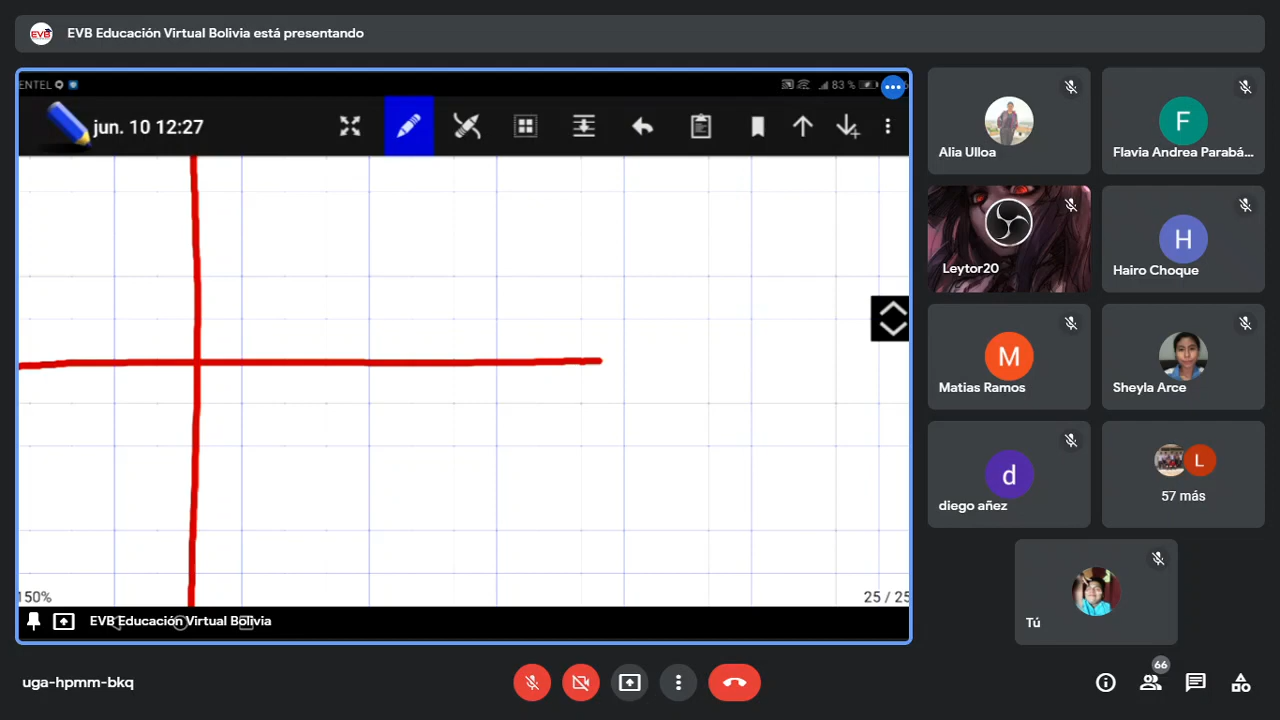 EVB EVB Educación Virtual Bolivia está presentando
ENTEL 83 %
jun. 10 12:27
150%
25 / 25
EVB Educación Virtual Bolivia
Alia Ulloa
F
Flavia Andrea Parabá...
Leytor20
H
Hairo Choque
M
Matias Ramos
Sheyla Arce
d
diego añez
L
57 más
Tú
uga-hpmm-bkq
66